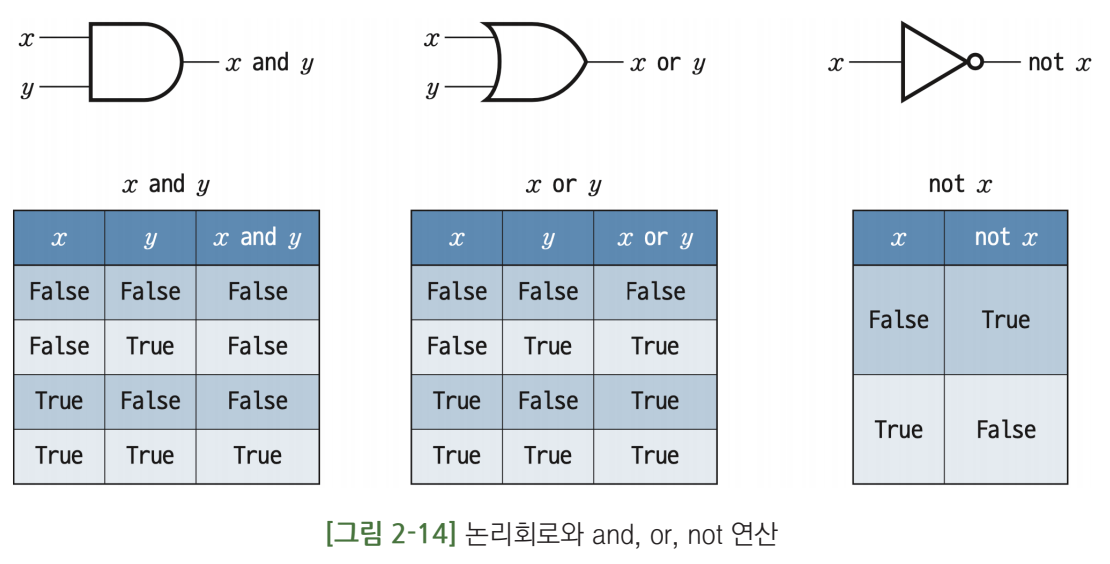 x
y
x and y
x
y
x or y
x
not x
x and y
x y x and y
False False False
False True False
True False False
True True True
x or y
x y x or y
False False False
False True True
True False True
True True True
not x
x not x
False True
True False
[그림 2-14] 논리회로와 and, or, not 연산